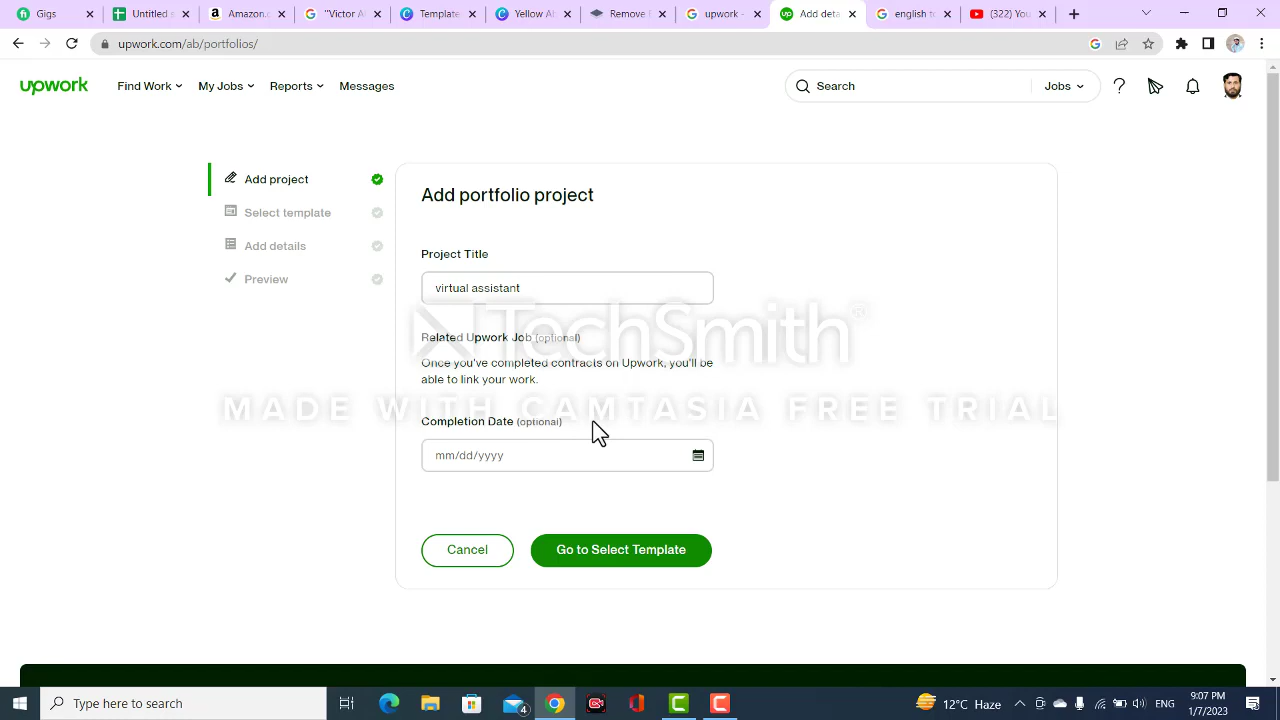 Gigs
Untitled s
Amazon.c
"Victor A
Template
Yellow
Remove B
upwork -
Add deta
english to
(322) You
upwork.com/ab/portfolios/
upwork
Find Work
My Jobs
Reports
Messages
Search
Jobs
Add project
Select template
Add details
Preview
Add portfolio project
Project Title
virtual assistant
Related Upwork Job (optional)
Once you've completed contracts on Upwork, you'll be
able to link your work.
TechSmith®
MADE WITH CAMTASIA FREE TRIAL
Completion Date (optional)
mm/dd/yyyy
Cancel
Go to Select Template
Type here to search
4
12°C Haze
ENG
9:07 PM
1/7/2023